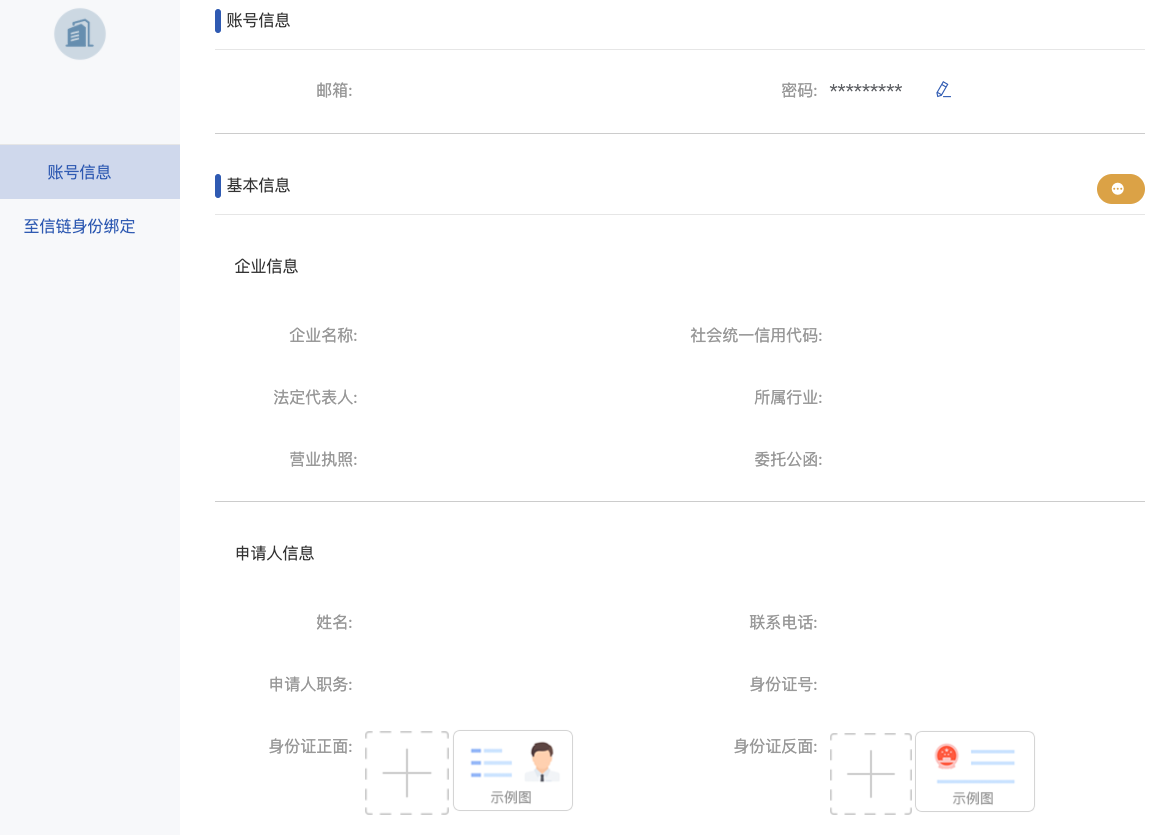 账号信息
邮箱:
密码: *********
账号信息
至信链身份绑定
基本信息
企业信息
企业名称:
社会统一信用代码:
法定代表人:
所属行业:
营业执照:
委托公函:
申请人信息
姓名:
联系电话:
申请人职务:
身份证号:
身份证正面:
示例图
身份证反面:
示例图